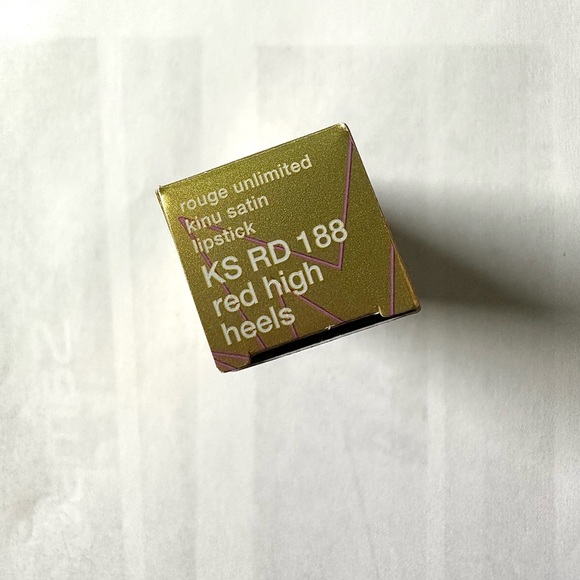 rouge unlimited
kinu satin
lipstick
KS RD 188
red high
heels